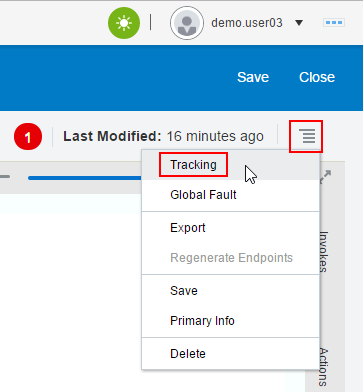 demo.user03
Save Close
1 Last Modified: 16 minutes ago
Tracking
Global Fault
Export
Regenerate Endpoints
Save
Primary Info
Delete
Invokes
Actions